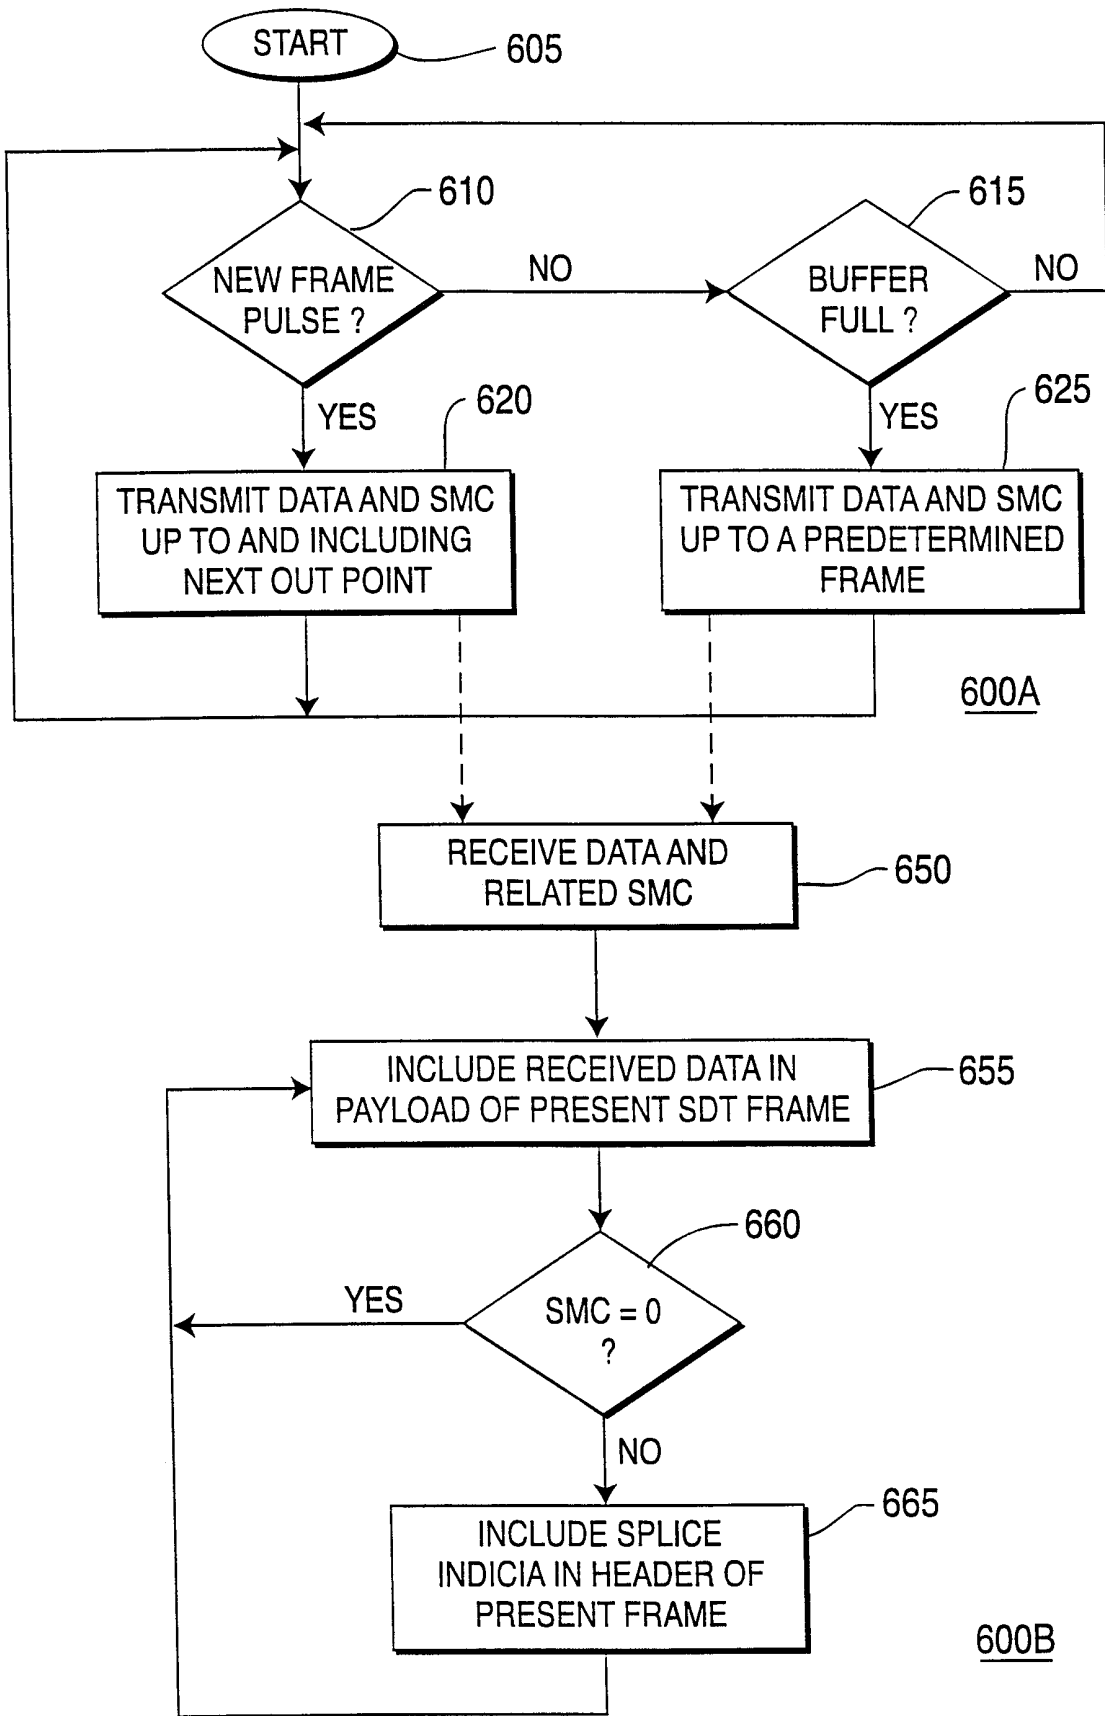 START
605
610
615
NEW FRAME
PULSE ?
NO
BUFFER
FULL ?
NO
YES
620
YES
625
TRANSMIT DATA AND SMC
UP TO AND INCLUDING
NEXT OUT POINT
TRANSMIT DATA AND SMC
UP TO A PREDETERMINED
FRAME
600A
RECEIVE DATA AND
RELATED SMC
650
INCLUDE RECEIVED DATA IN
PAYLOAD OF PRESENT SDT FRAME
655
660
YES
SMC = 0
?
NO
665
INCLUDE SPLICE
INDICIA IN HEADER OF
PRESENT FRAME
600B